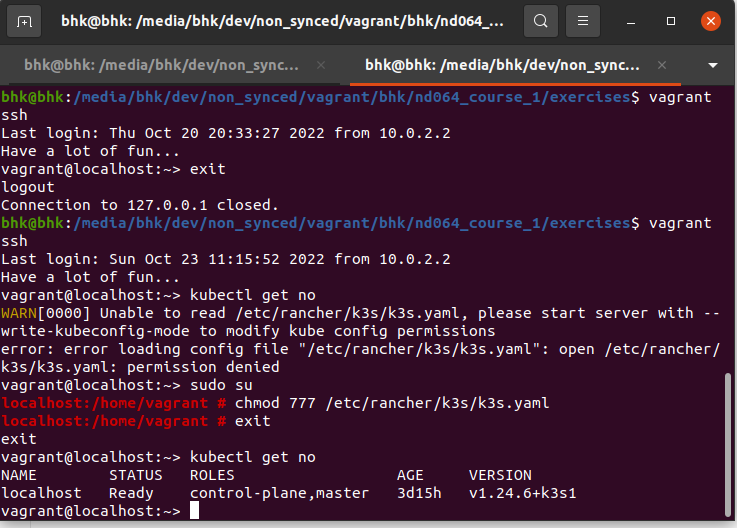 bhk@bhk: /media/bhk/dev/non_synced/vagrant/bhk/nd064_...
bhk@bhk: /media/bhk/dev/non_sync...
bhk@bhk: /media/bhk/dev/non_sync...
bhk@bhk:/media/bhk/dev/non_synced/vagrant/bhk/nd064_course_1/exercises$ vagrant
ssh
Last login: Thu Oct 20 20:33:27 2022 from 10.0.2.2
Have a lot of fun...
vagrant@localhost:~> exit
logout
Connection to 127.0.0.1 closed.
bhk@bhk:/media/bhk/dev/non_synced/vagrant/bhk/nd064_course_1/exercises$ vagrant
ssh
Last login: Sun Oct 23 11:15:52 2022 from 10.0.2.2
Have a lot of fun...
vagrant@localhost:~> kubectl get no
WARN[0000] Unable to read /etc/rancher/k3s/k3s.yaml, please start server with --
write-kubeconfig-mode to modify kube config permissions
error: error loading config file "/etc/rancher/k3s/k3s.yaml": open /etc/rancher/
k3s/k3s.yaml: permission denied
vagrant@localhost:~> sudo su
localhost:/home/vagrant # chmod 777 /etc/rancher/k3s/k3s.yaml
localhost:/home/vagrant # exit
exit
vagrant@localhost:~> kubectl get no
NAME        STATUS   ROLES                  AGE     VERSION
localhost   Ready    control-plane,master   3d15h   v1.24.6+k3s1
vagrant@localhost:~>